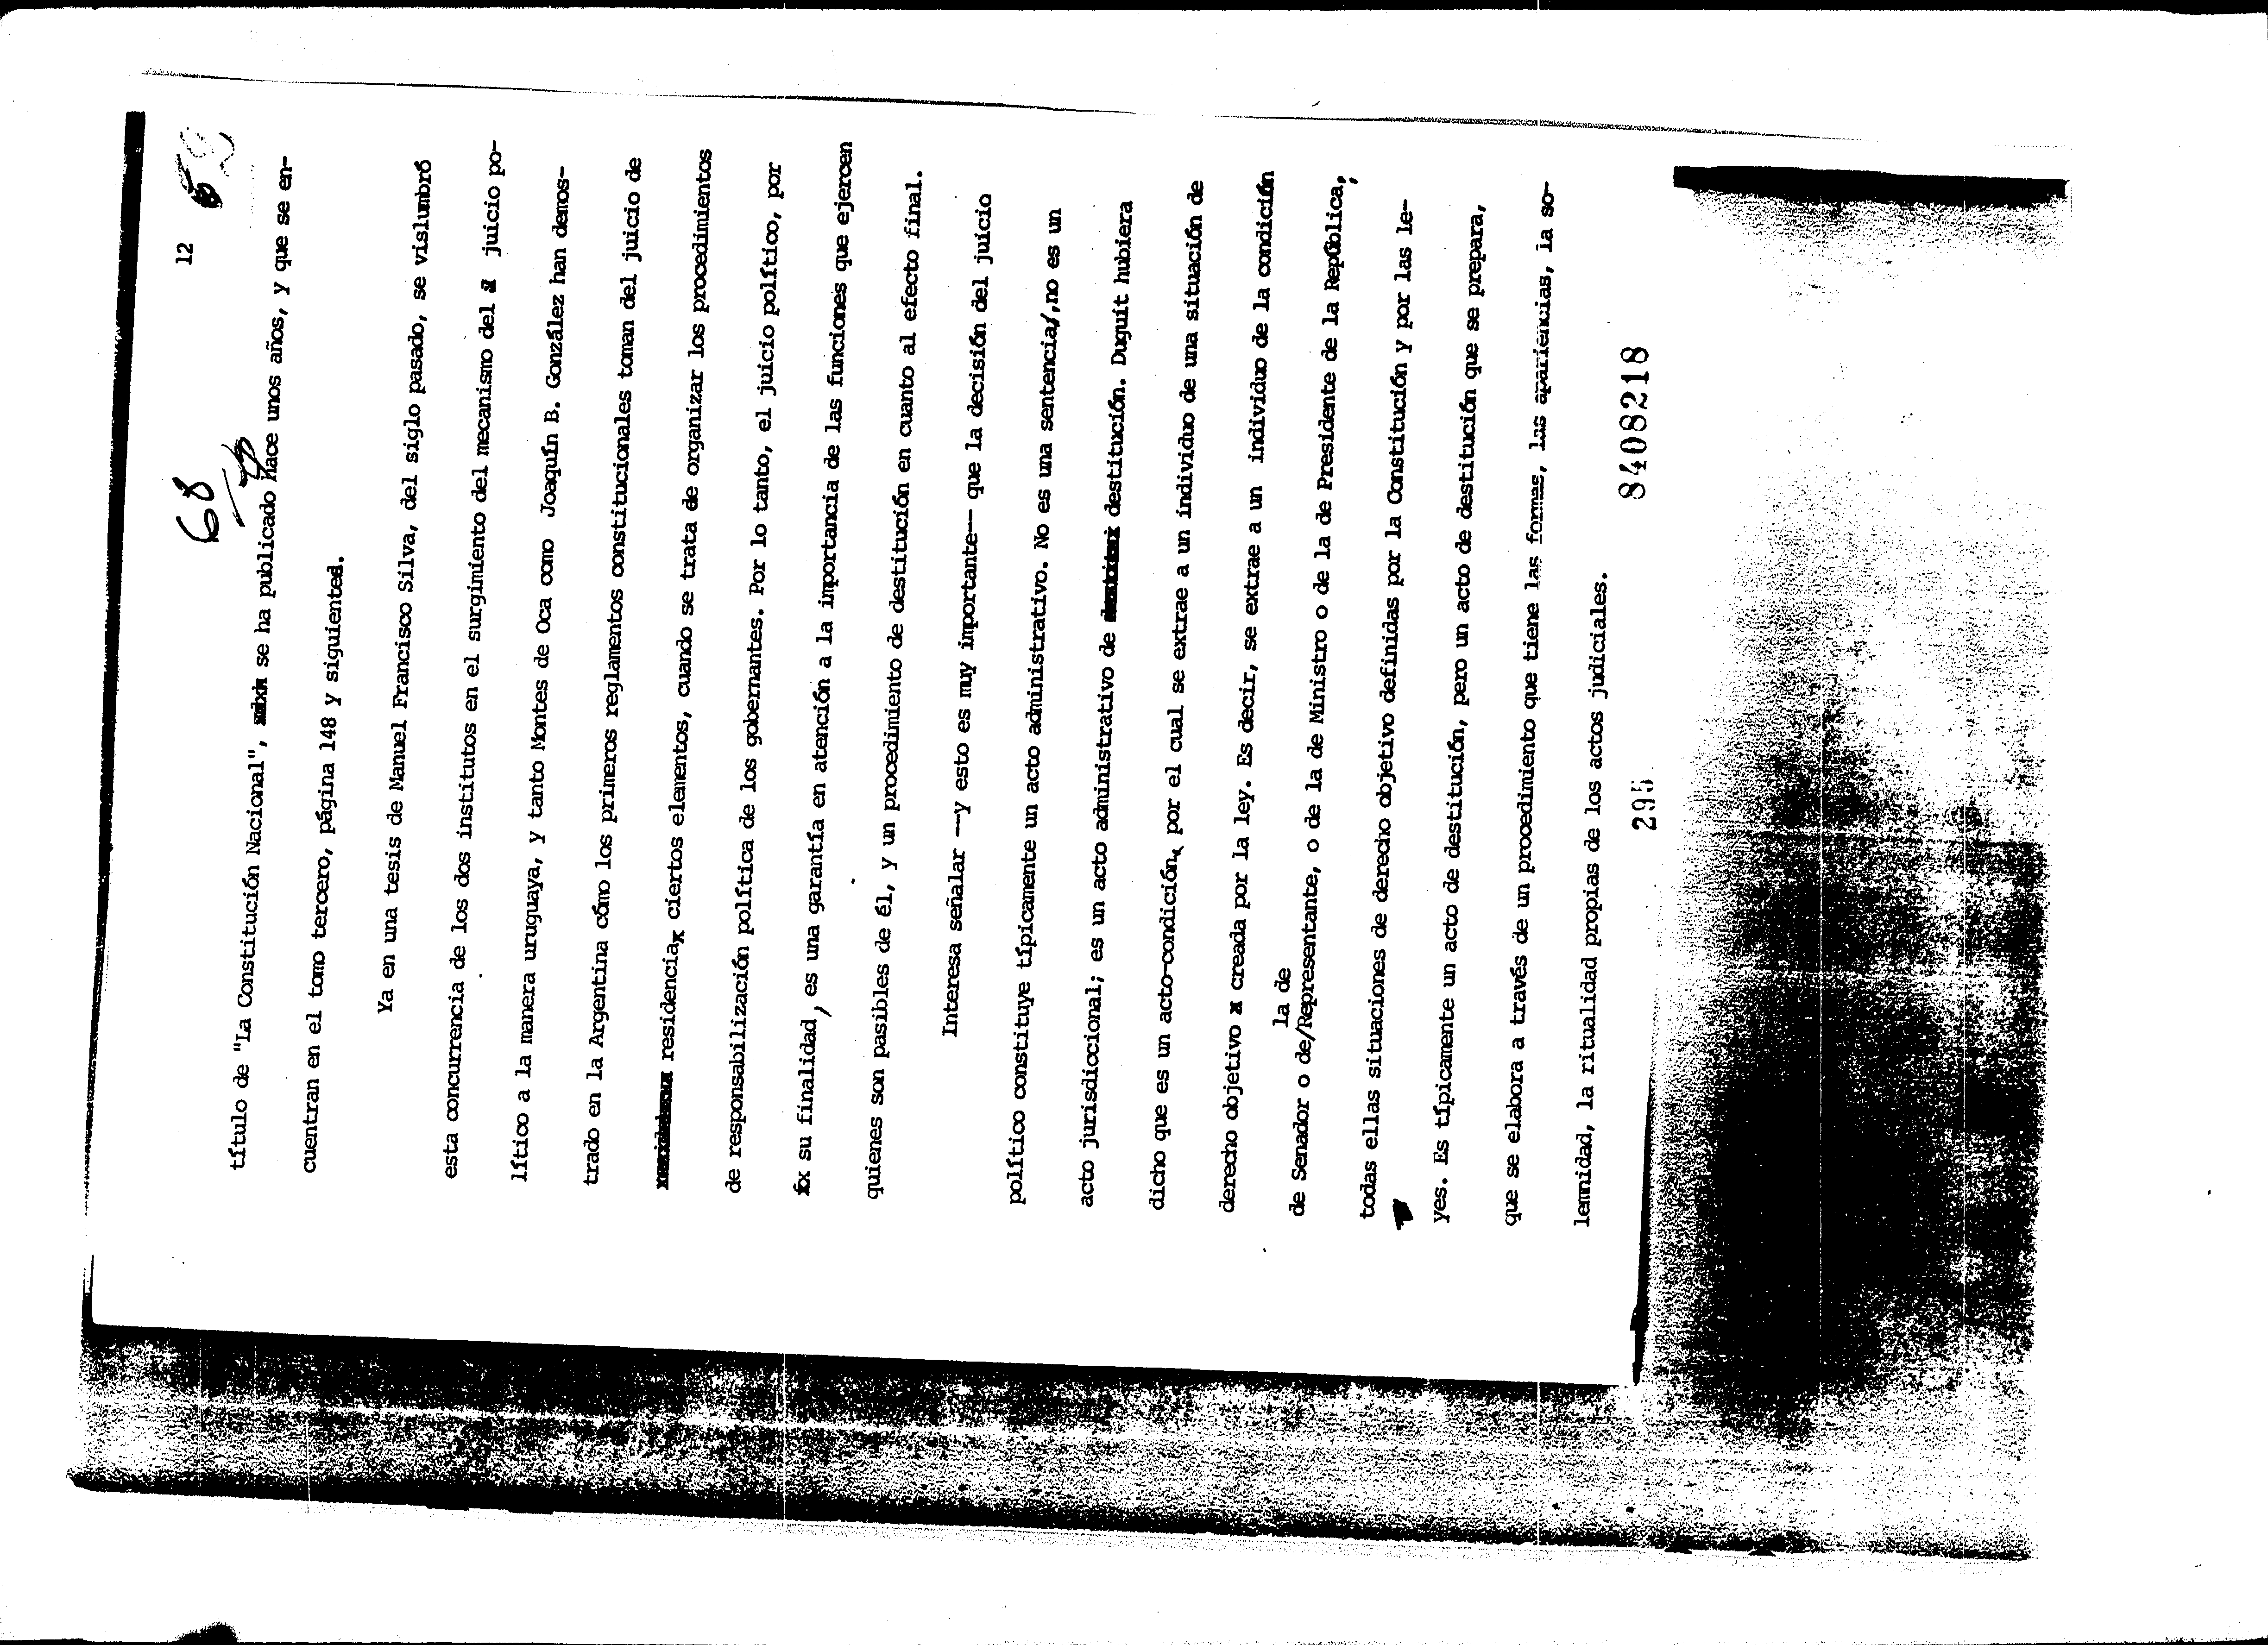 12
68
título de "La Constitución Nacional", se ha publicado hace unos años, y que se en-
cuentran en el tomo tercero, página 148 y siguientes.
Ya en una tesis de Manuel Francisco Silva, del siglo pasado, se vislumbró
esta concurrencia de los dos institutos en el surgimiento del mecanismo del juicio po-
lítico a la manera uruguaya, y tanto Montes de Oca como Joaquín B. González han demos-
trado en la Argentina cómo los primeros reglamentos constitucionales toman del juicio de
residencia ciertos elementos, cuando se trata de organizar los procedimientos
de responsabilización política de los gobernantes. Por lo tanto, el juicio político, por
su finalidad, es una garantía en atención a la importancia de las funciones que ejercen
quienes son pasibles de él, y un procedimiento de destitución en cuanto al efecto final.
Interesa señalar --y esto es muy importante-- que la decisión del juicio
político constituye típicamente un acto administrativo. No es una sentencia/,no es un
acto jurisdiccional; es un acto administrativo de destitución. Duguit hubiera
dicho que es un acto-condición, por el cual se extrae a un individuo de una situación de
derecho objetivo x creada por la ley. Es decir, se extrae a un individuo de la condición
la de
de Senador o de/Representante, o de la de Ministro o de la de Presidente de la República,
todas ellas situaciones de derecho objetivo definidas por la Constitución y por las le-
yes. Es típicamente un acto de destitución, pero un acto de destitución que se prepara,
que se elabora a través de un procedimiento que tiene las formas, las apariencias, la so-
lemnidad, la ritualidad propias de los actos judiciales.
295
8408218